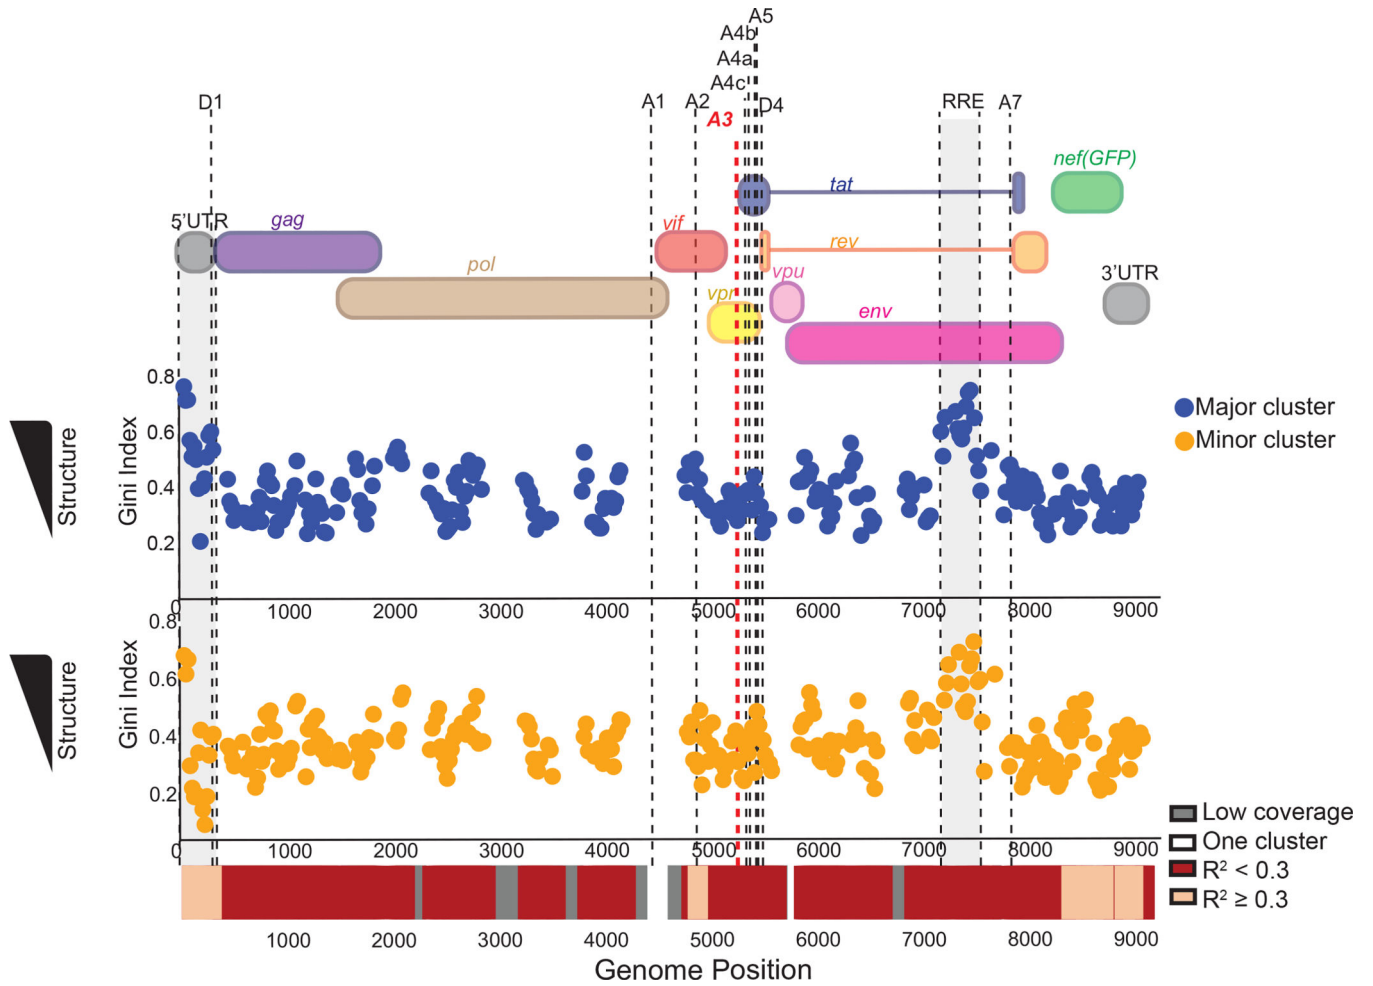 A5
A4b
A4a
A4c
D1
A1
A2
A3
D4
RRE
A7
nef(GFP)
tat
5'UTR
gag
vif
rev
pol
vpr
vpu
3'UTR
env
Structure
Gini Index
0.8
0.6
0.4
0.2
0
1000
2000
3000
4000
5000
6000
7000
8000
9000
Major cluster
Minor cluster
Structure
Gini Index
0.8
0.6
0.4
0.2
0
1000
2000
3000
4000
5000
6000
7000
8000
9000
Low coverage
One cluster
R² < 0.3
R² ≥ 0.3
1000
2000
3000
4000
5000
6000
7000
8000
9000
Genome Position